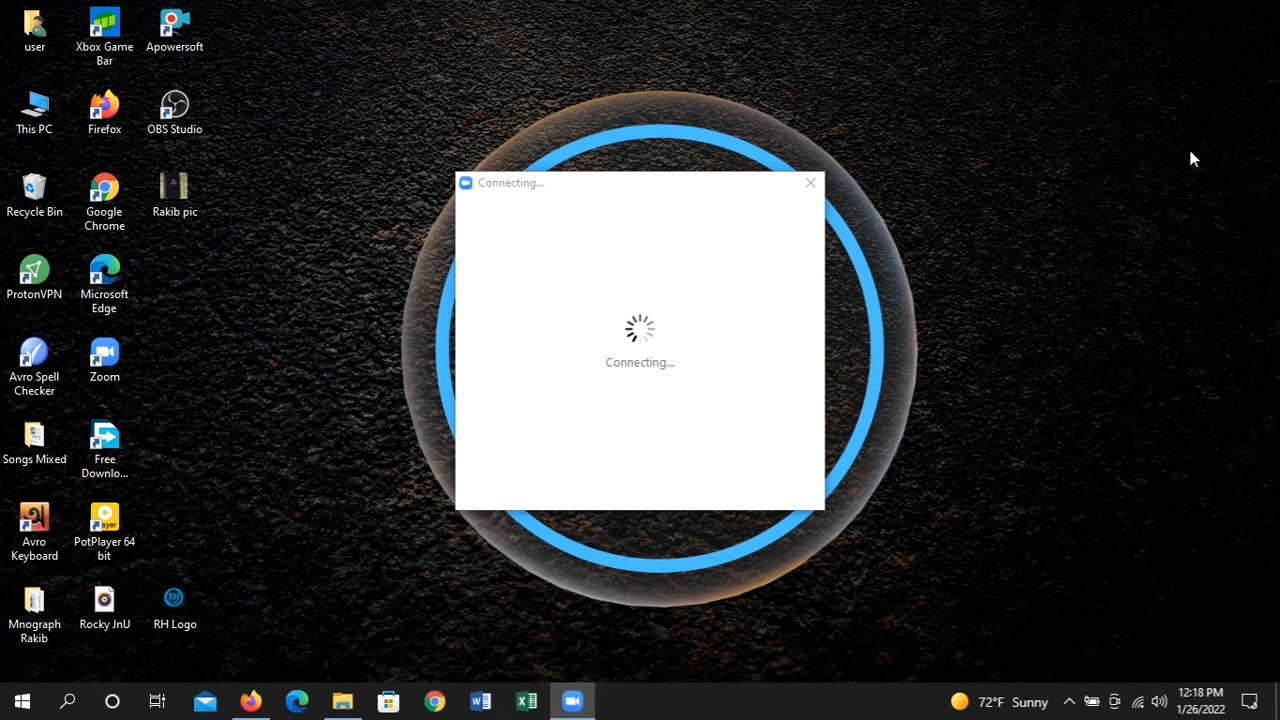 user
Xbox Game
Bar
Apowersoft
This PC
Firefox
OBS Studio
Recycle Bin
Google
Chrome
Rakib pic
ProtonVPN
Microsoft
Edge
Avro Spell
Checker
Zoom
Songs Mixed
Free
Downlo...
Avro
Keyboard
PotPlayer 64
bit
Mnograph
Rakib
Rocky JnU
RH Logo
Connecting...
Connecting...
72°F Sunny
12:18 PM
1/26/2022